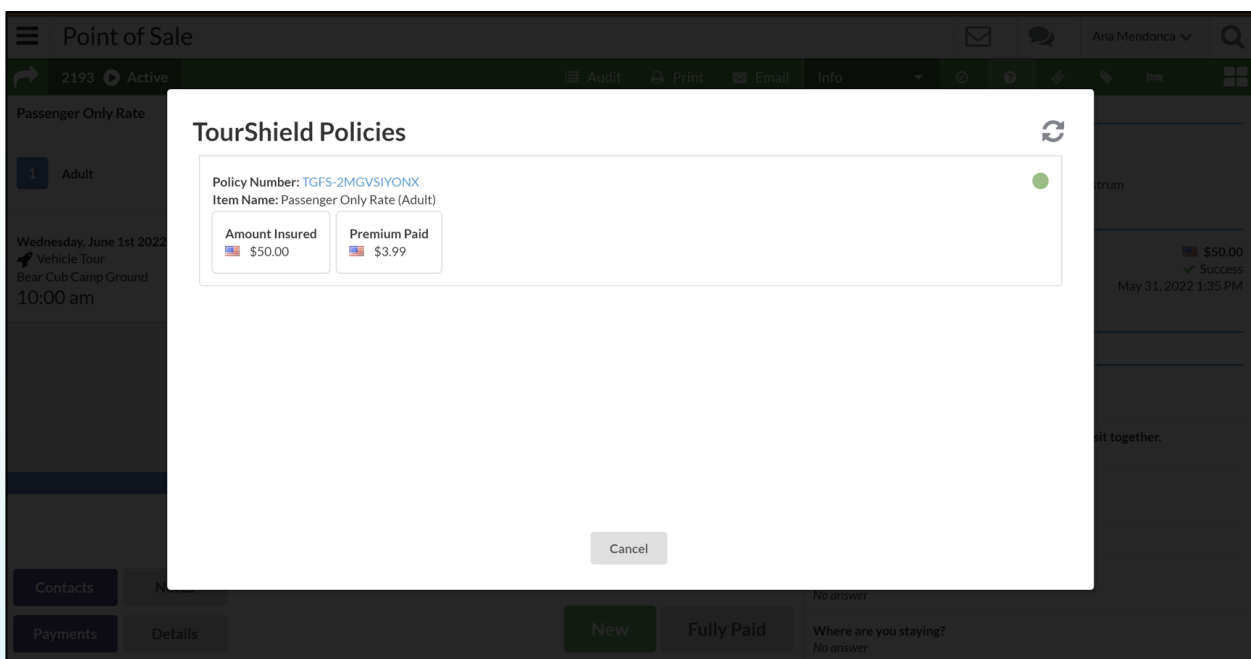 Point of Sale
Ana Mendonca
2193 Active
Audit Print Email Info
Passenger Only Rate
1 Adult
Wednesday, June 1st 2022
Vehicle Tour
Bear Cub Camp Ground
10:00 am
TourShield Policies
Policy Number: TGFS-2MGVSIYONX
Item Name: Passenger Only Rate (Adult)
Amount Insured Premium Paid
$50.00 $3.99
Cancel
strum
$50.00
Success
May 31, 2022 1:35 PM
sit together.
Contacts
Payments Details
New Fully Paid
No answer
Where are you staying?
No answer